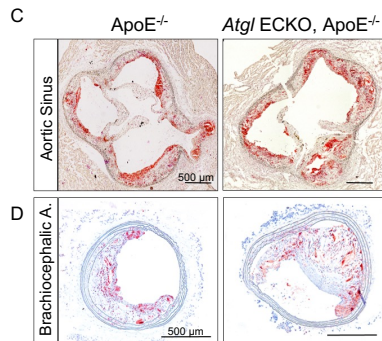 C
ApoE-/-
Atgl ECKO, ApoE-/-
Aortic Sinus
500 µm
D
Brachiocephalic A.
500 µm